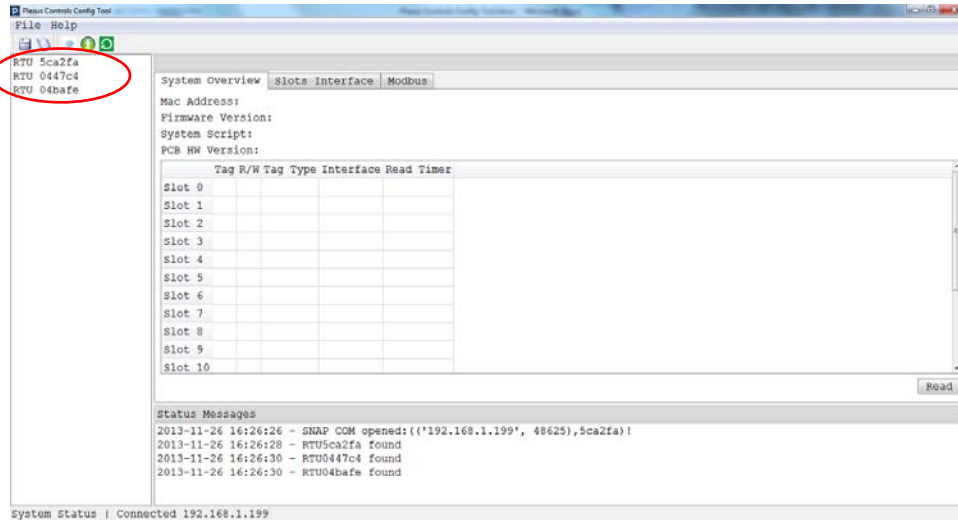 Plexus Controls Config Tool
File Help
RTU 5ca2fa
RTU 0447c4
RTU 04bafe
System Overview Slots Interface Modbus
Mac Address:
Firmware Version:
System Script:
PCB HW Version:
Tag R/W Tag Type Interface Read Timer
Slot 0
Slot 1
Slot 2
Slot 3
Slot 4
Slot 5
Slot 6
Slot 7
Slot 8
Slot 9
Slot 10
Read
Status Messages
2013-11-26 16:26:26 - SNAP COM opened:(('192.168.1.199', 48625),5ca2fa)!
2013-11-26 16:26:28 - RTU5ca2fa found
2013-11-26 16:26:30 - RTU0447c4 found
2013-11-26 16:26:30 - RTU04bafe found
System Status | Connected 192.168.1.199